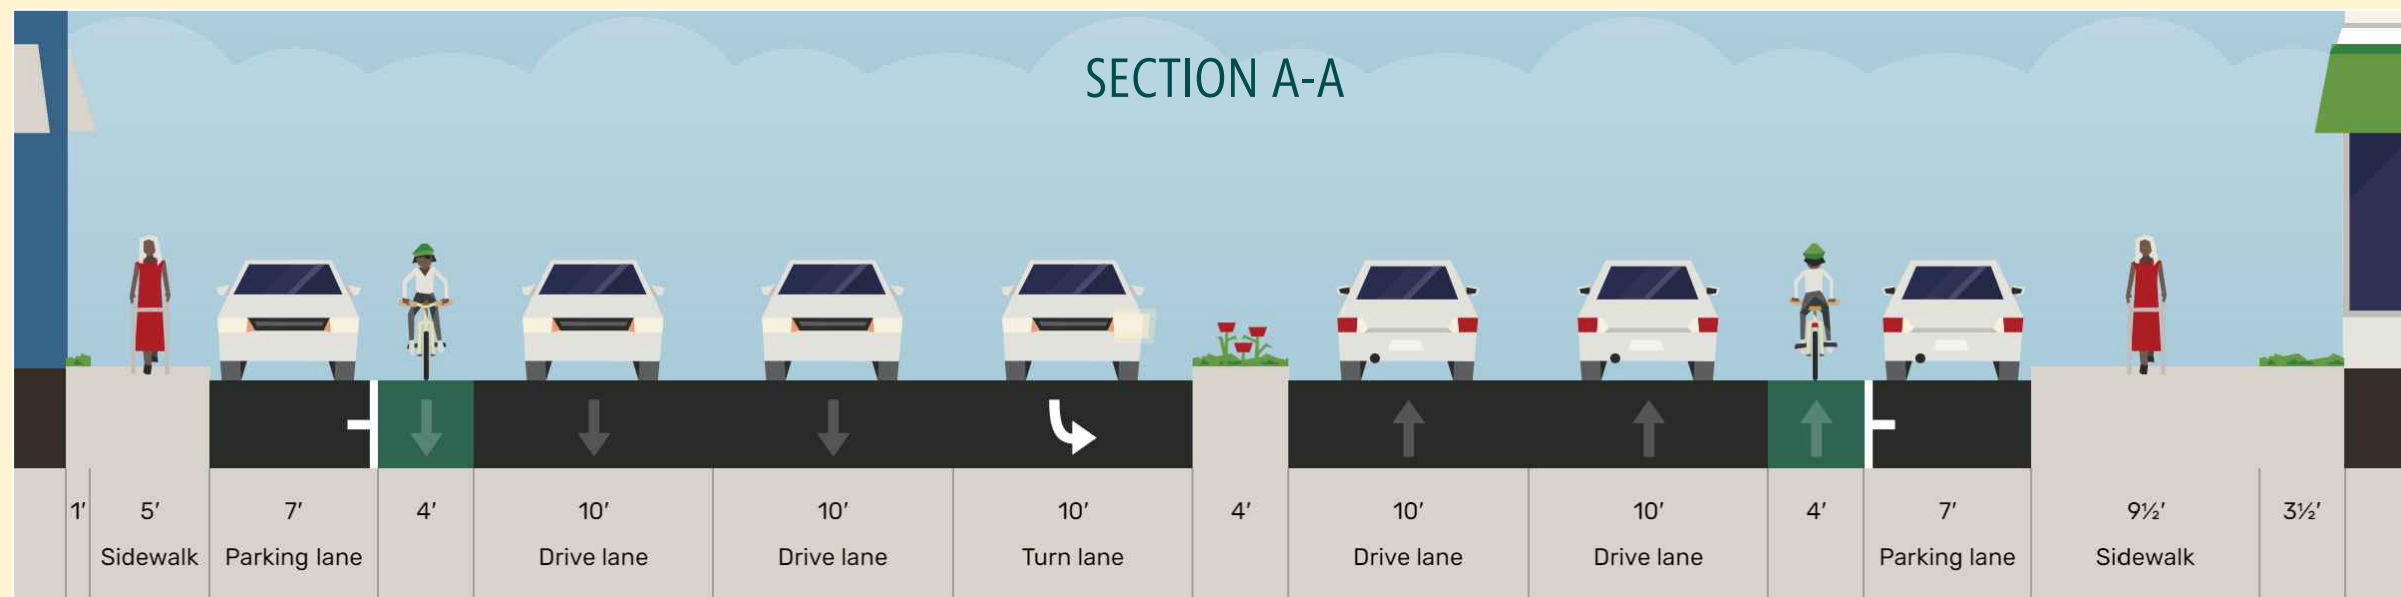 SECTION A-A
1′ 5′ 7′ 4′ 10′ 10′ 10′ 4′ 10′ 10′ 4′ 7′ 9½′ 3½′
Sidewalk Parking lane Drive lane Drive lane Turn lane Drive lane Drive lane Parking lane Sidewalk